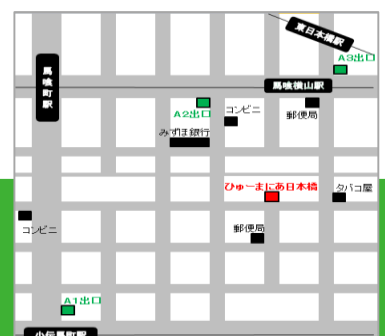 東日本橋駅
A3出口
馬喰町駅
馬喰横山駅
A2出口
コンビニ
郵便局
みずま銀行
ひゅーまにあ日本橋
タバコ屋
コンビニ
郵便局
A1出口
小伝馬町駅